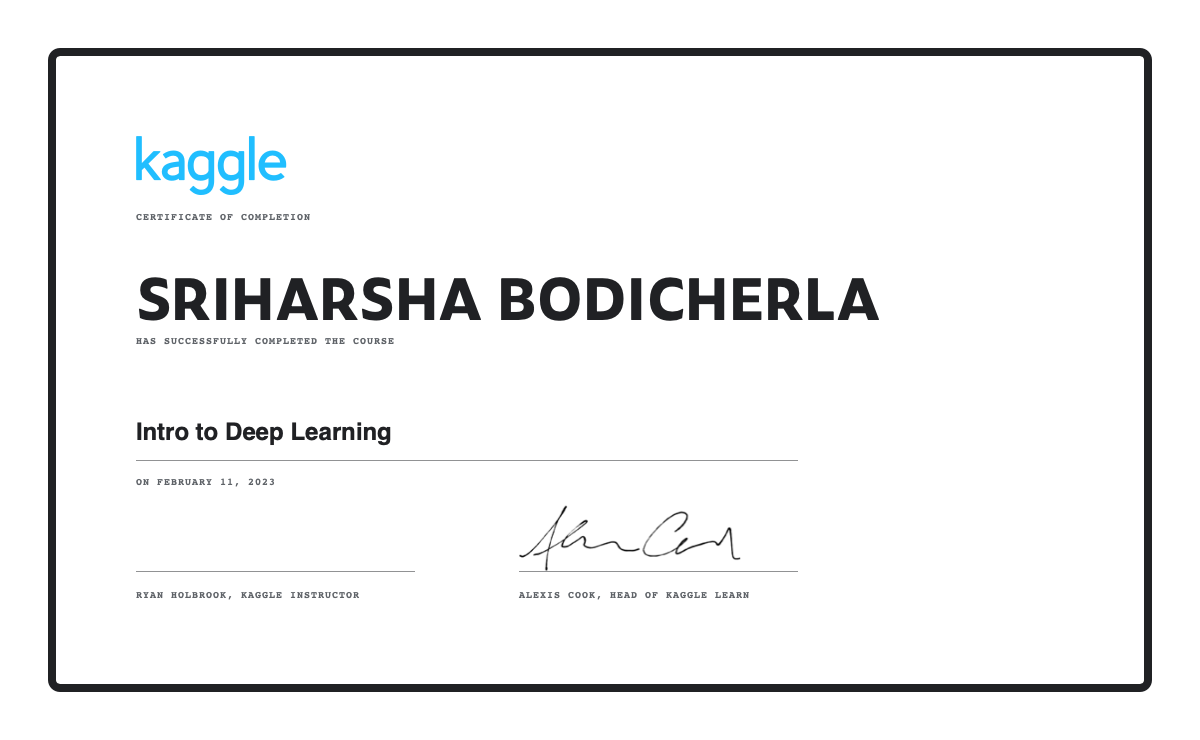 kaggle
CERTIFICATE OF COMPLETION
SRIHARSHA BODICHERLA
HAS SUCCESSFULLY COMPLETED THE COURSE
Intro to Deep Learning
ON FEBRUARY 11, 2023
RYAN HOLBROOK, KAGGLE INSTRUCTOR
ALEXIS COOK, HEAD OF KAGGLE LEARN